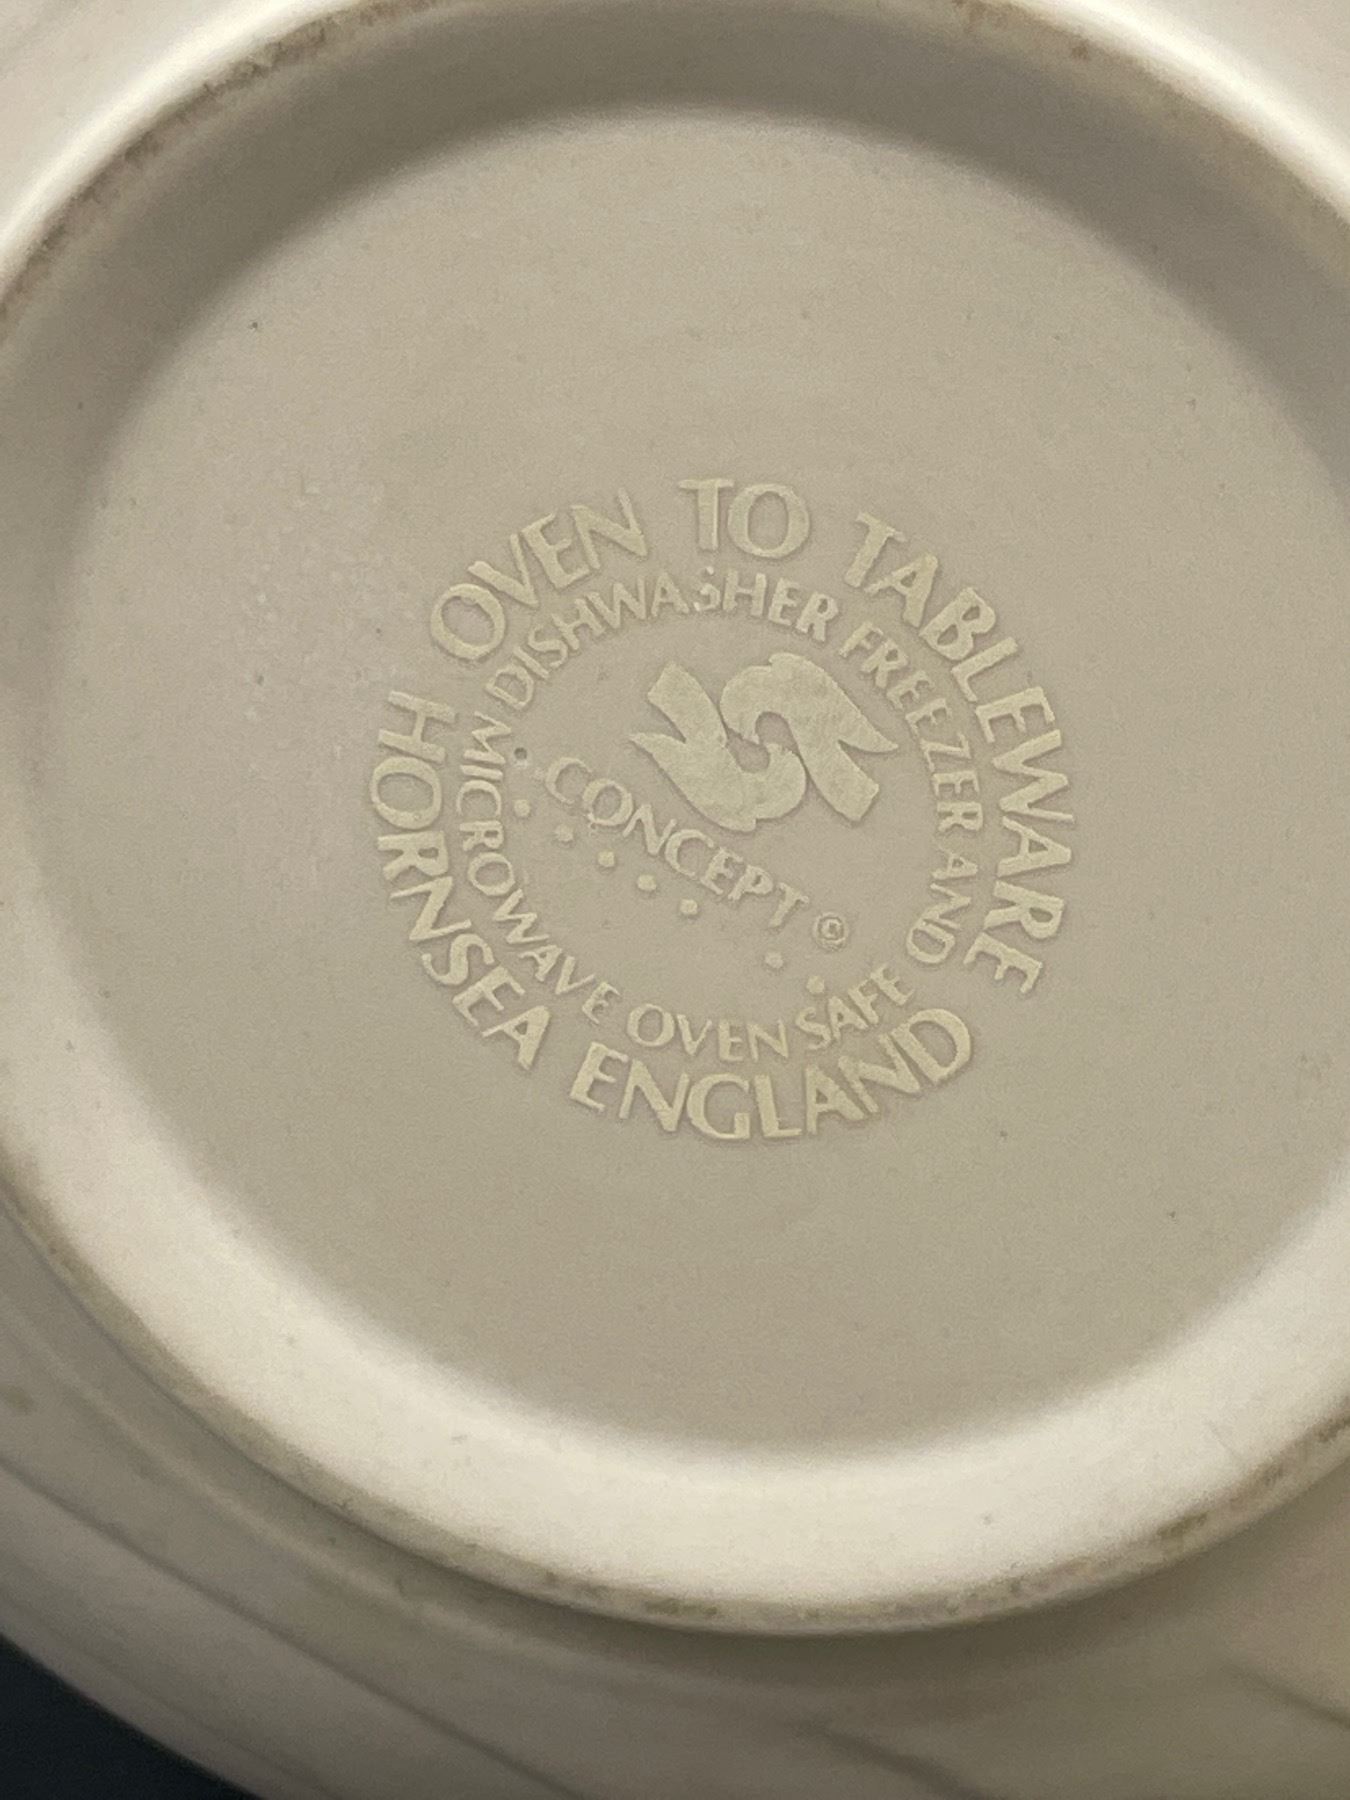 OVEN TO TABLEWARE
DISHWASHER FREEZER AND
MICROWAVE OVEN SAFE
CONCEPT ©
HORNSEA ENGLAND